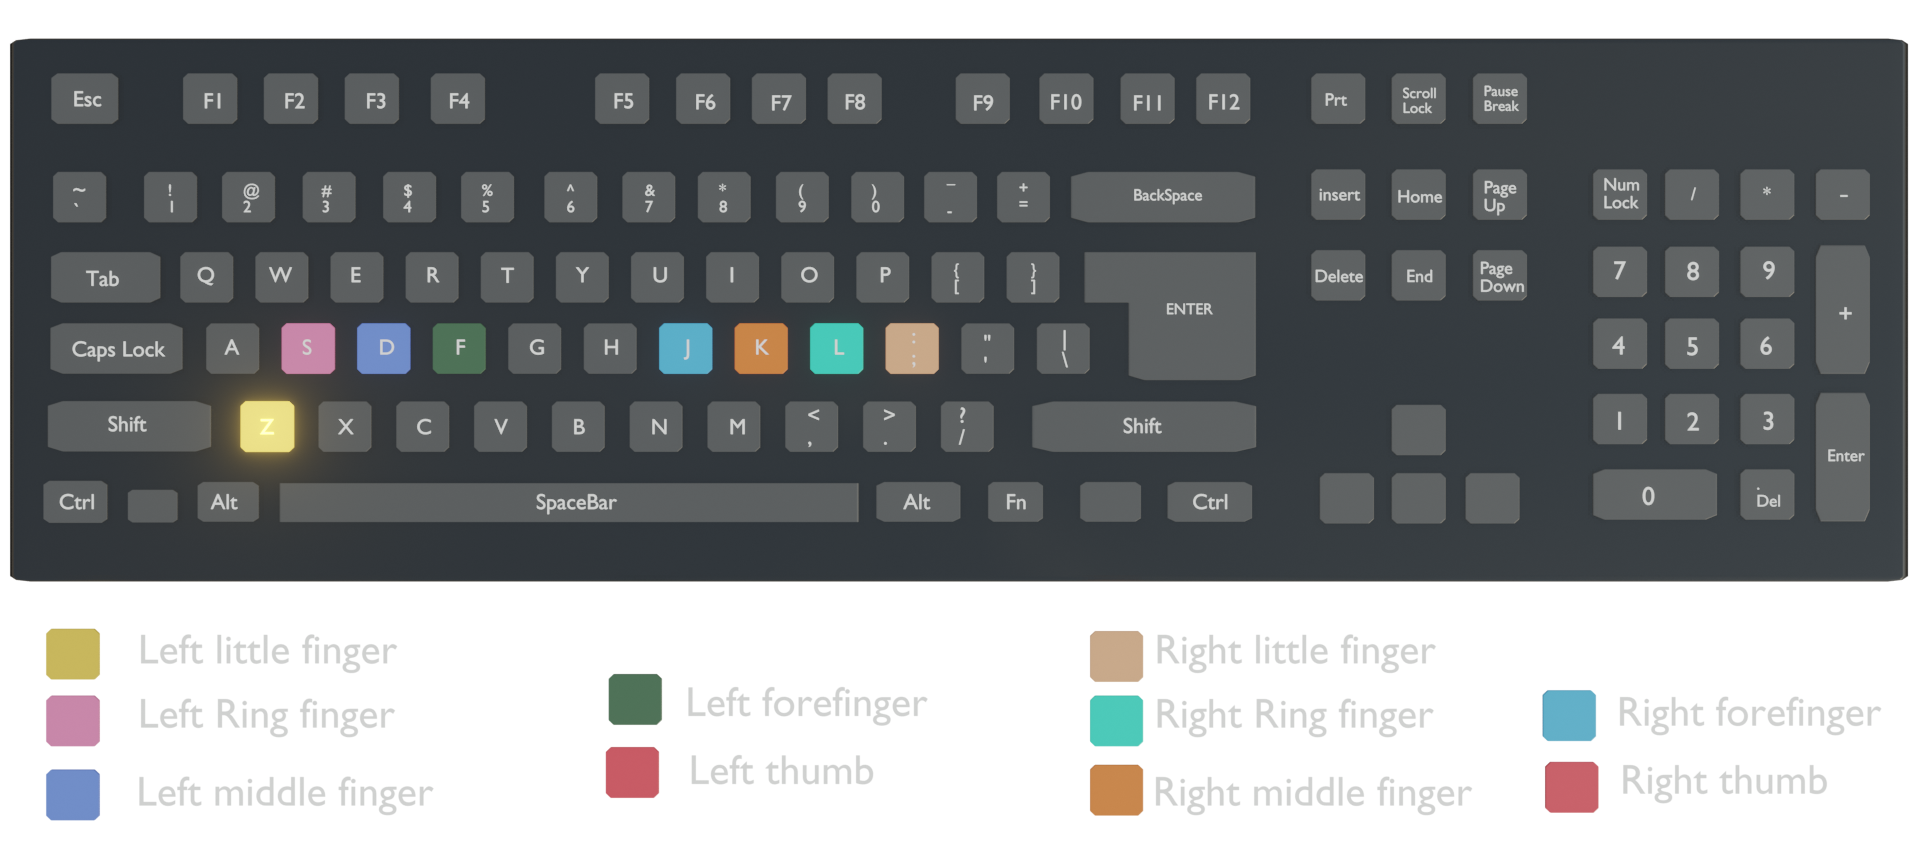 Esc F1 F2 F3 F4 F5 F6 F7 F8 F9 F10 F11 F12 Prt Scroll Lock Pause Break
~ ` ! 1 @ 2 # 3 $ 4 % 5 ^ 6 & 7 * 8 ( 9 ) 0 _ - + = BackSpace insert Home Page Up Num Lock / * -
Tab Q W E R T Y U I O P { [ } ] ENTER Delete End Page Down 7 8 9 +
Caps Lock A S D F G H J K L : ; " ' | \ 4 5 6
Shift Z X C V B N M < , > . ? / Shift 1 2 3 Enter
Ctrl Alt SpaceBar Alt Fn Ctrl 0 . Del
Left little finger
Left Ring finger
Left middle finger
Left forefinger
Left thumb
Right little finger
Right Ring finger
Right middle finger
Right forefinger
Right thumb